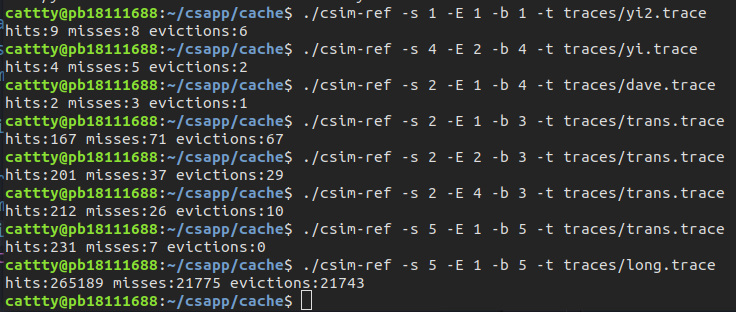 cattty@pb18111688:~/csapp/cache$ ./csim-ref -s 1 -E 1 -b 1 -t traces/yi2.trace
hits:9 misses:8 evictions:6
cattty@pb18111688:~/csapp/cache$ ./csim-ref -s 4 -E 2 -b 4 -t traces/yi.trace
hits:4 misses:5 evictions:2
cattty@pb18111688:~/csapp/cache$ ./csim-ref -s 2 -E 1 -b 4 -t traces/dave.trace
hits:2 misses:3 evictions:1
cattty@pb18111688:~/csapp/cache$ ./csim-ref -s 2 -E 1 -b 3 -t traces/trans.trace
hits:167 misses:71 evictions:67
cattty@pb18111688:~/csapp/cache$ ./csim-ref -s 2 -E 2 -b 3 -t traces/trans.trace
hits:201 misses:37 evictions:29
cattty@pb18111688:~/csapp/cache$ ./csim-ref -s 2 -E 4 -b 3 -t traces/trans.trace
hits:212 misses:26 evictions:10
cattty@pb18111688:~/csapp/cache$ ./csim-ref -s 5 -E 1 -b 5 -t traces/trans.trace
hits:231 misses:7 evictions:0
cattty@pb18111688:~/csapp/cache$ ./csim-ref -s 5 -E 1 -b 5 -t traces/long.trace
hits:265189 misses:21775 evictions:21743
cattty@pb18111688:~/csapp/cache$